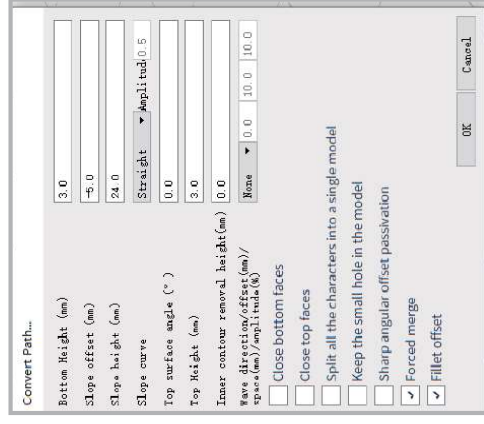 Convert Path...
Bottom Height (mm) 3.0
Slope offset (mm) -5.0
Slope height (mm) 24.0
Slope curve Straight Amplitud 0.5
Top surface angle (°) 0.0
Top Height (mm) 3.0
Inner contour removal height(mm) 0.0
Wave direction/offset(mm)/
space(mm)/amplitude(%) None 0.0 10.0 10.0
Close bottom faces
Close top faces
Split all the characters into a single model
Keep the small hole in the model
Sharp angular offset passivation
Forced merge
Fillet offset
OK Cancel